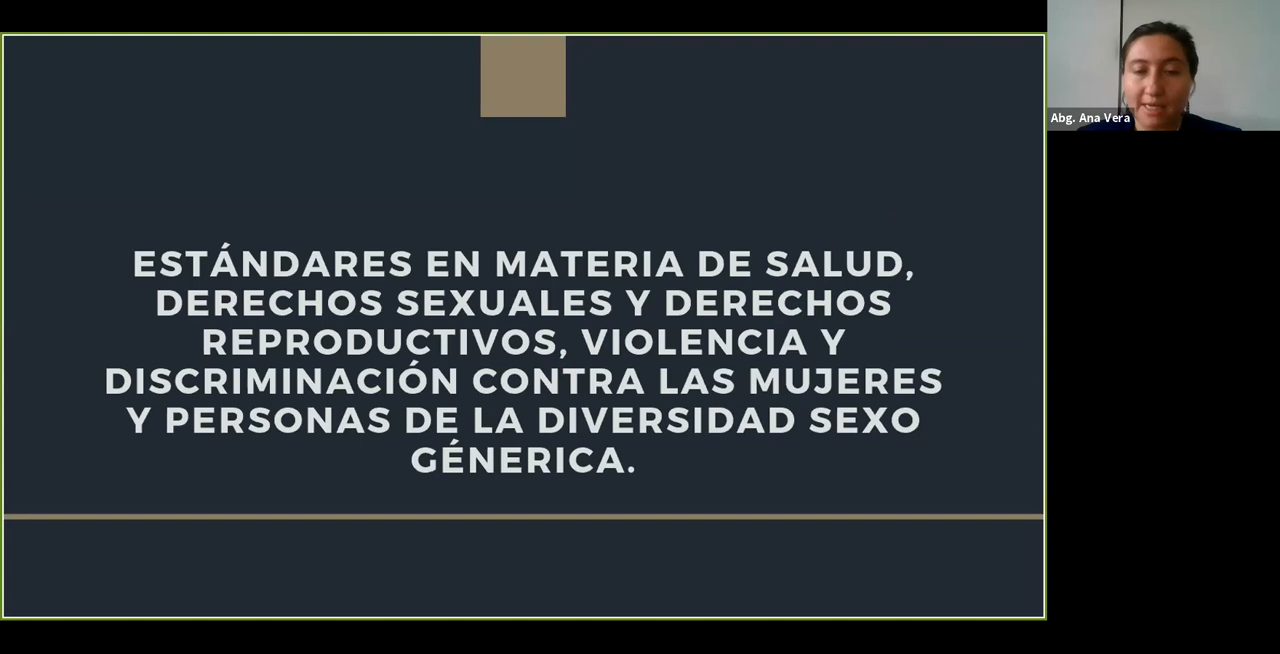 ESTÁNDARES EN MATERIA DE SALUD,
DERECHOS SEXUALES Y DERECHOS
REPRODUCTIVOS, VIOLENCIA Y
DISCRIMINACIÓN CONTRA LAS MUJERES
Y PERSONAS DE LA DIVERSIDAD SEXO
GÉNERICA.
Abg. Ana Vera